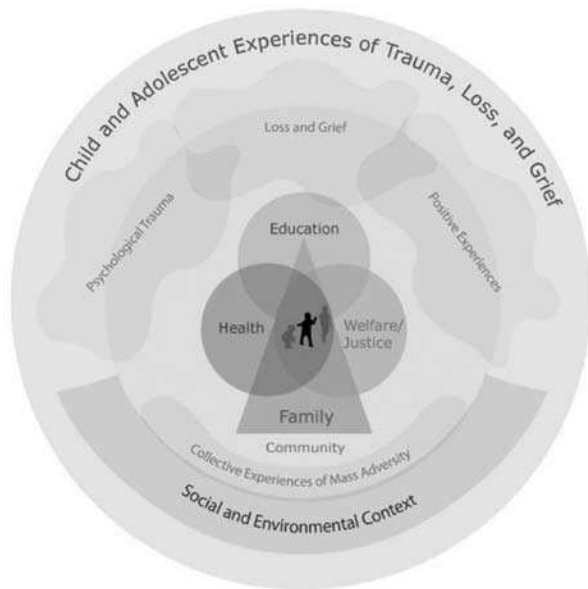 Child and Adolescent Experiences of Trauma, Loss, and Grief
Loss and Grief
Psychological Trauma
Positive Experiences
Education
Health
Welfare/
Justice
Family
Community
Collective Experiences of Mass Adversity
Social and Environmental Context